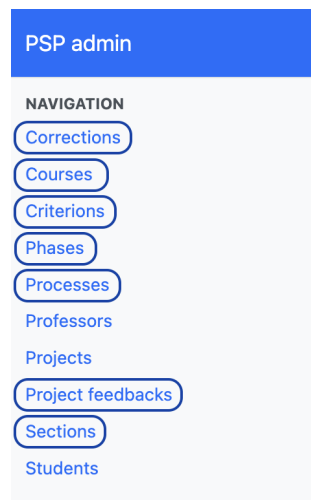 PSP admin
NAVIGATION
Corrections
Courses
Criterions
Phases
Processes
Professors
Projects
Project feedbacks
Sections
Students